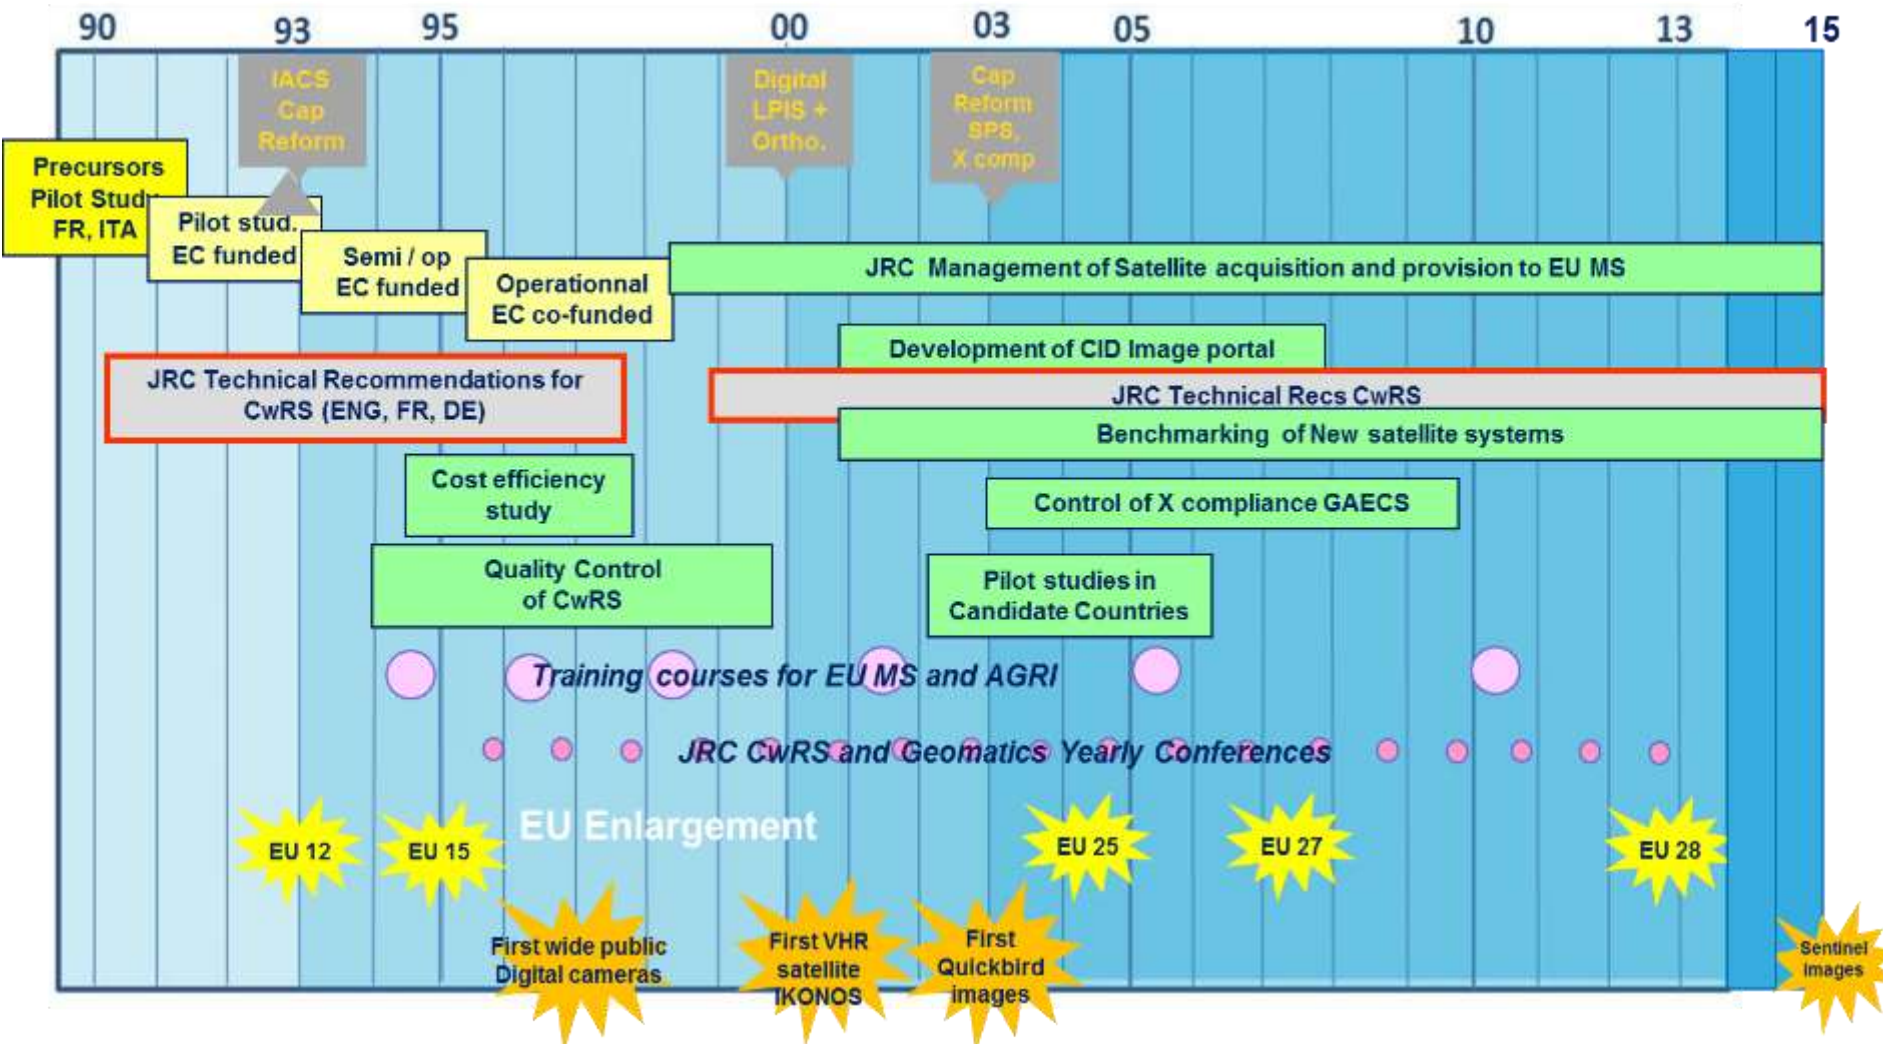 90 93 95 00 03 05 10 13 15
IACS
Cap
Reform
Digital
LPIS +
Ortho.
Cap
Reform
SPS,
X comp
Precursors
Pilot Study
FR, ITA
Pilot stud.
EC funded
Semi / op
EC funded
Operationnal
EC co-funded
JRC Management of Satellite acquisition and provision to EU MS
Development of CID Image portal
JRC Technical Recommendations for
CwRS (ENG, FR, DE)
JRC Technical Recs CwRS
Benchmarking of New satellite systems
Cost efficiency
study
Control of X compliance GAECS
Quality Control
of CwRS
Pilot studies in
Candidate Countries
Training courses for EU MS and AGRI
JRC CwRS and Geomatics Yearly Conferences
EU Enlargement
EU 12
EU 15
EU 25
EU 27
EU 28
First wide public
Digital cameras
First VHR
satellite
IKONOS
First
Quickbird
images
Sentinel
images